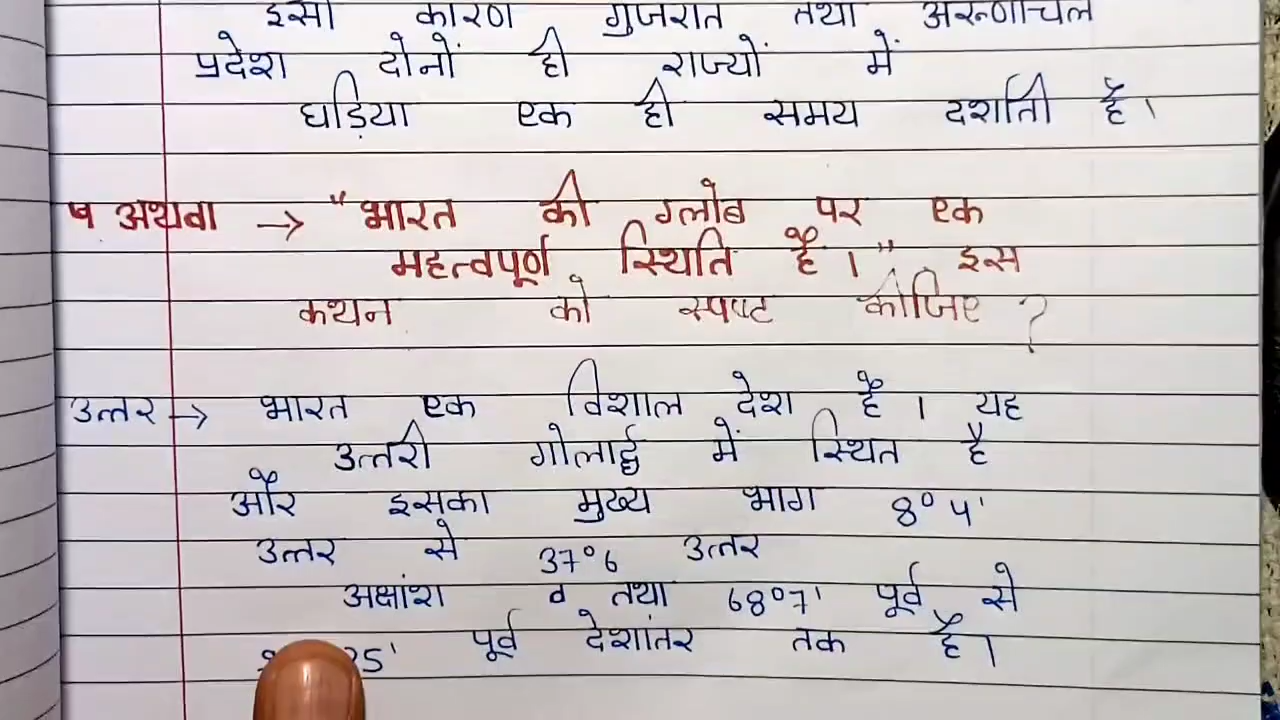 इसी कारण गुजरात तथा अरूणाचल
प्रदेश दोनों ही राज्यों में
घड़िया एक ही समय दर्शाती है।
अथवा → "भारत की ग्लोब पर एक
महत्वपूर्ण स्थिति है।" इस
कथन को स्पष्ट कीजिए ?
उत्तर → भारत एक विशाल देश है। यह
उत्तरी गोलार्द्ध में स्थित है
और इसका मुख्य भाग 8°4'
उत्तर से 37°6 उत्तर
अक्षांश व तथा 68°7' पूर्व से
25' पूर्व देशांतर तक है।